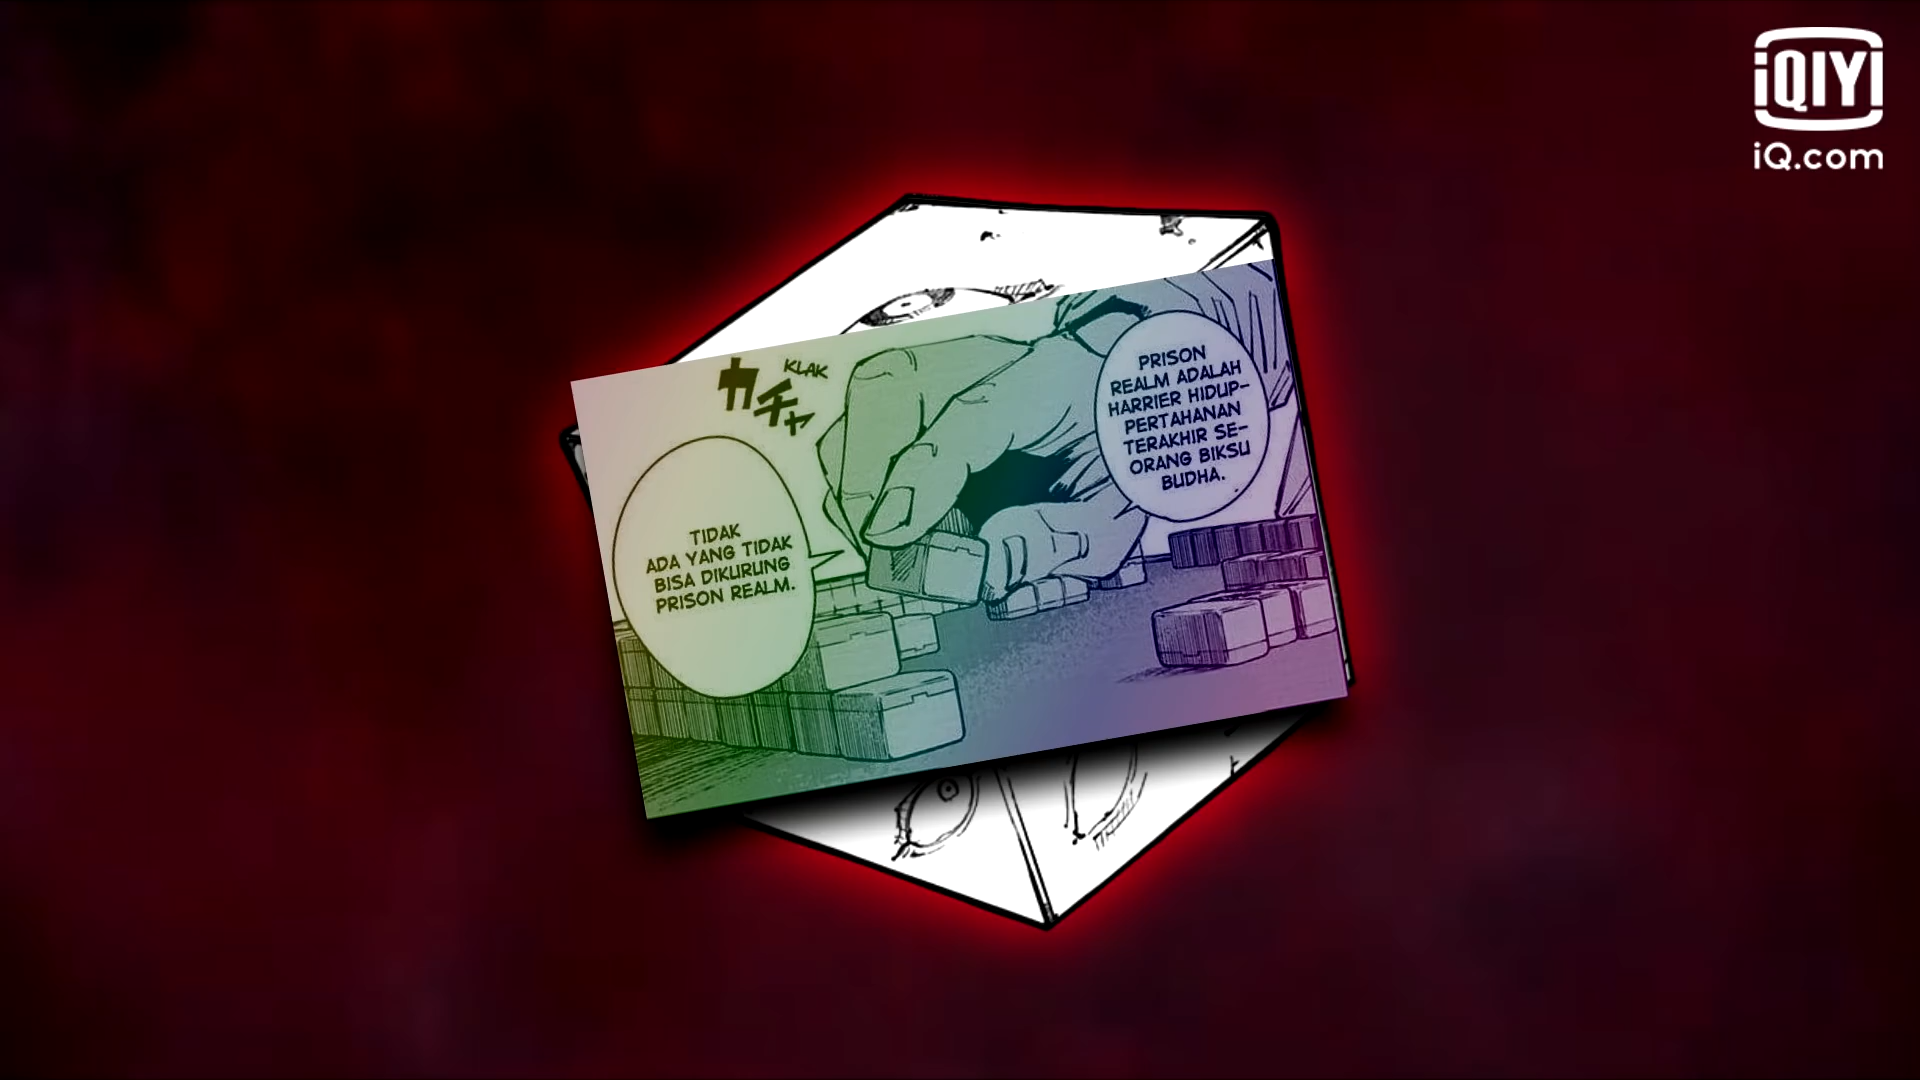 iQIYI
iQ.com
PRISON
REALM ADALAH
HARRIER HIDUP-
PERTAHANAN
TERAKHIR SE-
ORANG BIKSU
BUDHA.
KLAK
カチャ
TIDAK
ADA YANG TIDAK
BISA DIKURUNG
PRISON REALM.